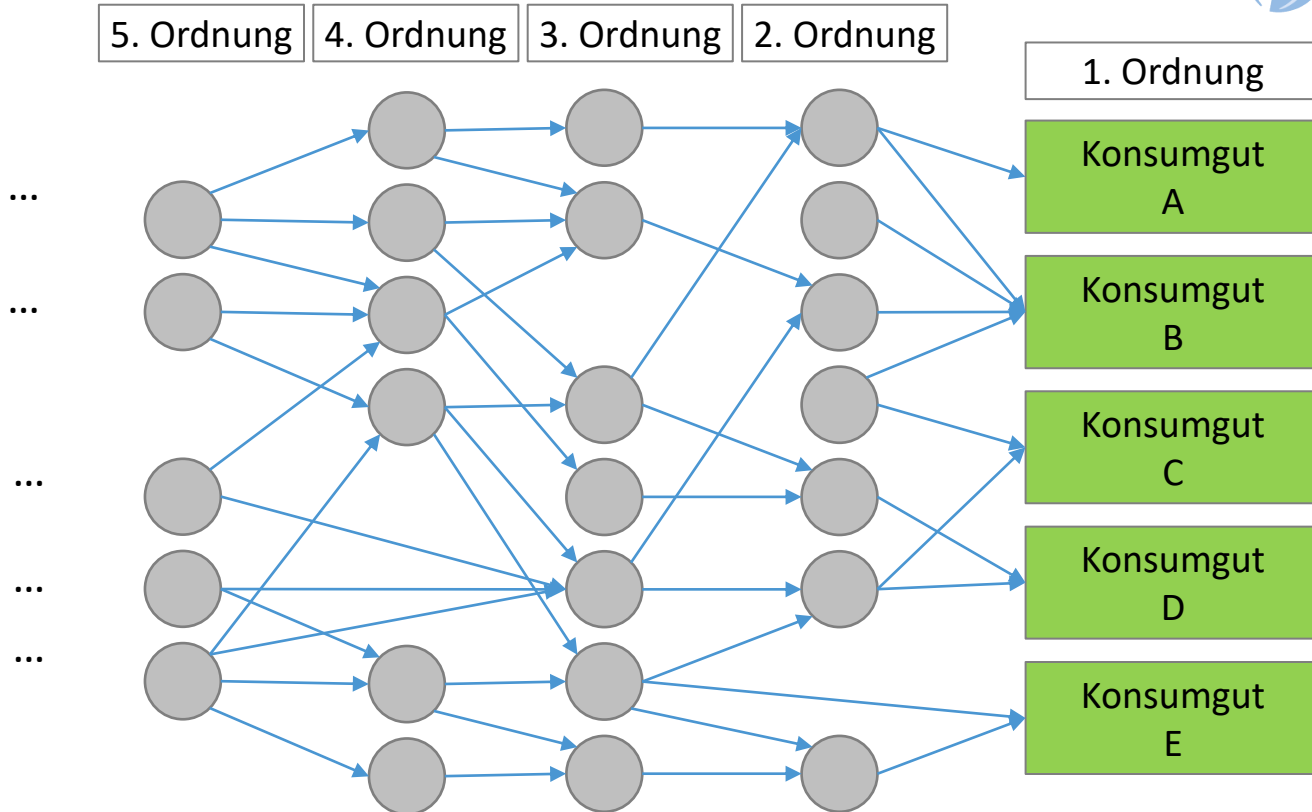 5. Ordnung
4. Ordnung
3. Ordnung
2. Ordnung
1. Ordnung
Konsumgut
A
...
Konsumgut
B
...
Konsumgut
C
...
Konsumgut
D
...
...
Konsumgut
E